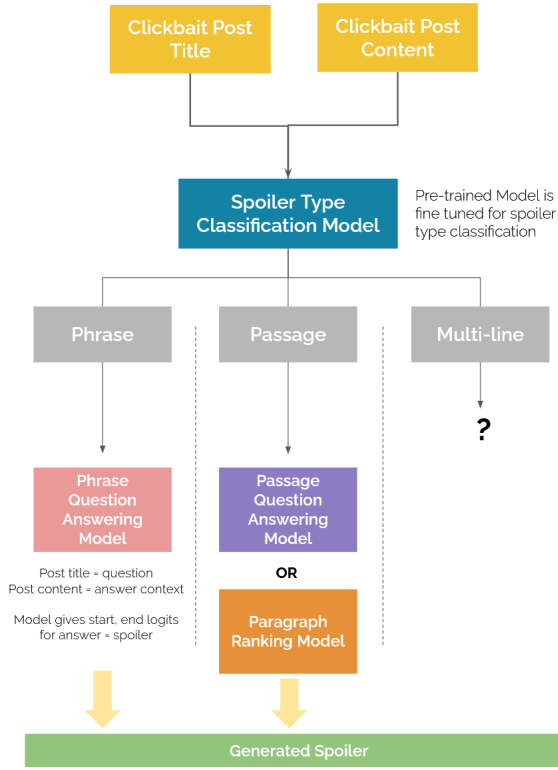 Clickbait Post
Title
Clickbait Post
Content
Spoiler Type
Classification Model
Pre-trained Model is
fine tuned for spoiler
type classification
Phrase
Passage
Multi-line
?
Phrase
Question
Answering
Model
Passage
Question
Answering
Model
Post title = question
Post content = answer context
Model gives start, end logits
for answer = spoiler
OR
Paragraph
Ranking Model
Generated Spoiler